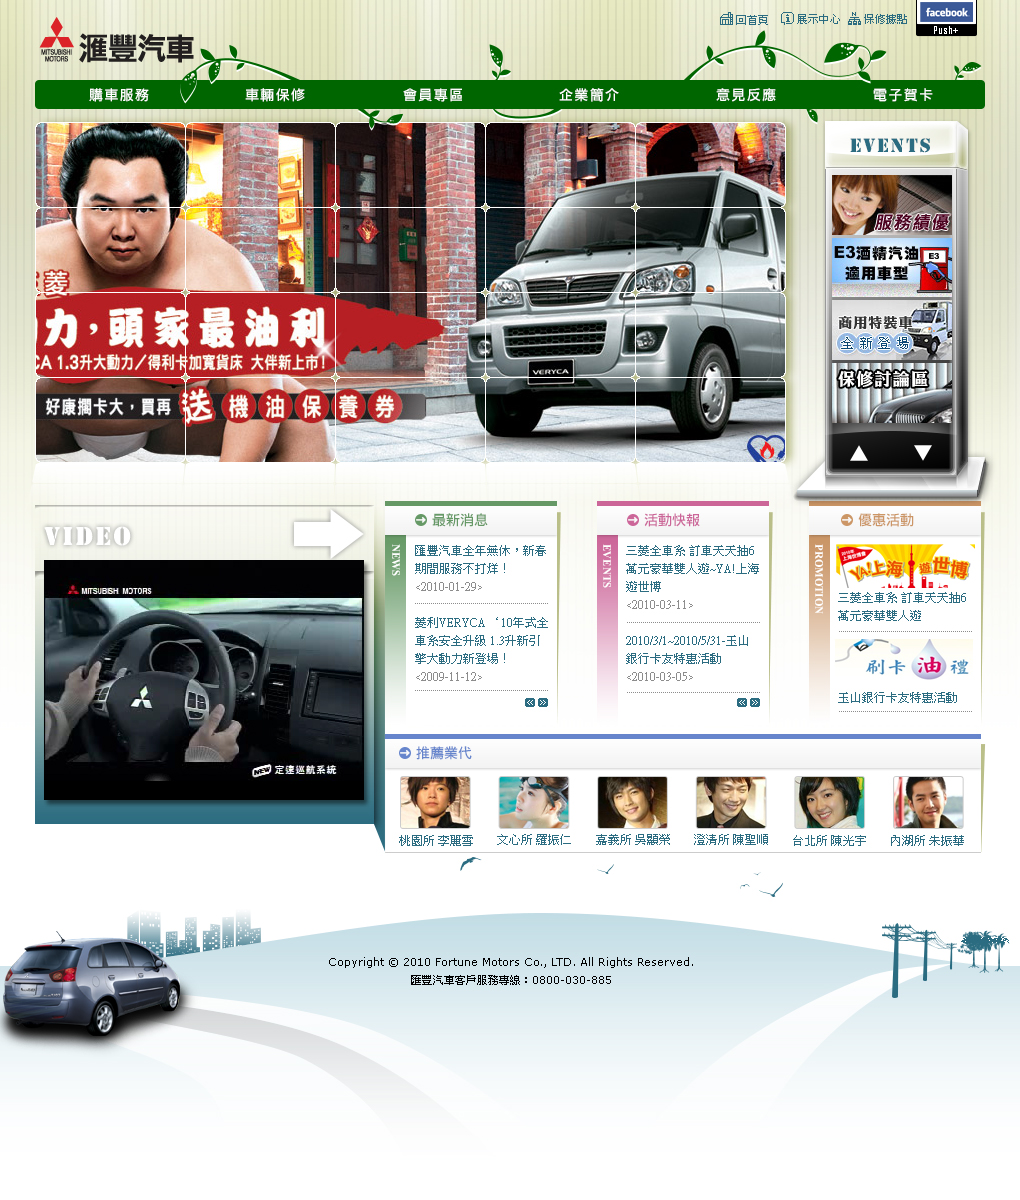 回首頁
展示中心
保修據點
facebook
Push+
MITSUBISHI
MOTORS
滙豐汽車
購車服務
車輛保修
會員專區
企業簡介
意見反應
電子賀卡
菱
力，頭家最油利
CA 1.3升大動力／得利卡加寬貨床 大伴新上市！
好康擱卡大，買再送機油保養券
VERYCA
EVENTS
服務績優
E3酒精汽油
適用車型
E3
商用特裝車
全新登場
保修討論區
VIDEO
MITSUBISHI MOTORS
NEW 定速巡航系統
最新消息
NEWS
匯豐汽車全年無休，新春
期間服務不打烊！
<2010-01-29>
菱利VERYCA‘10年式全
車系安全升級 1.3升新引
擎大動力新登場！
<2009-11-12>
活動快報
EVENTS
三菱全車系 訂車天天抽6
萬元豪華雙人遊~YA!上海
遊世博
<2010-03-11>
2010/3/1~2010/5/31-玉山
銀行卡友特惠活動
<2010-03-05>
優惠活動
PROMOTION
YA!上海遊世博
三菱全車系 訂車天天抽6
萬元豪華雙人遊
刷卡油禮
玉山銀行卡友特惠活動
推薦業代
桃園所 李麗雪
文心所 羅振仁
嘉義所 吳顯榮
澄清所 陳聖順
台北所 陳光宇
內湖所 朱振華
Copyright © 2010 Fortune Motors Co., LTD. All Rights Reserved.
匯豐汽車客戶服務專線：0800-030-885